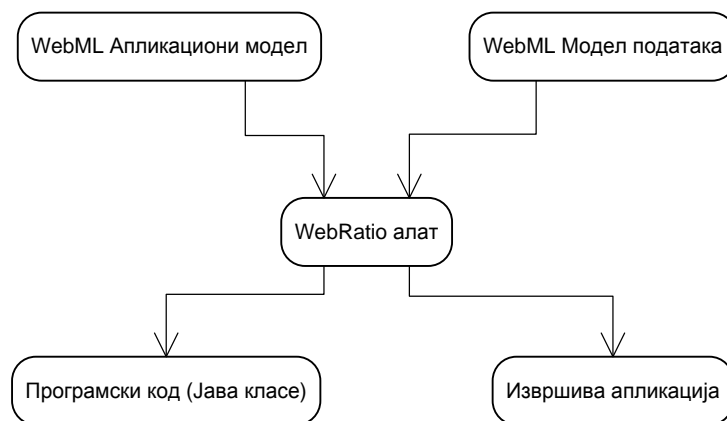 WebML Апликациони модел
WebML Модел података
WebRatio алат
Програмски код (Јава класе)
Извршива апликација